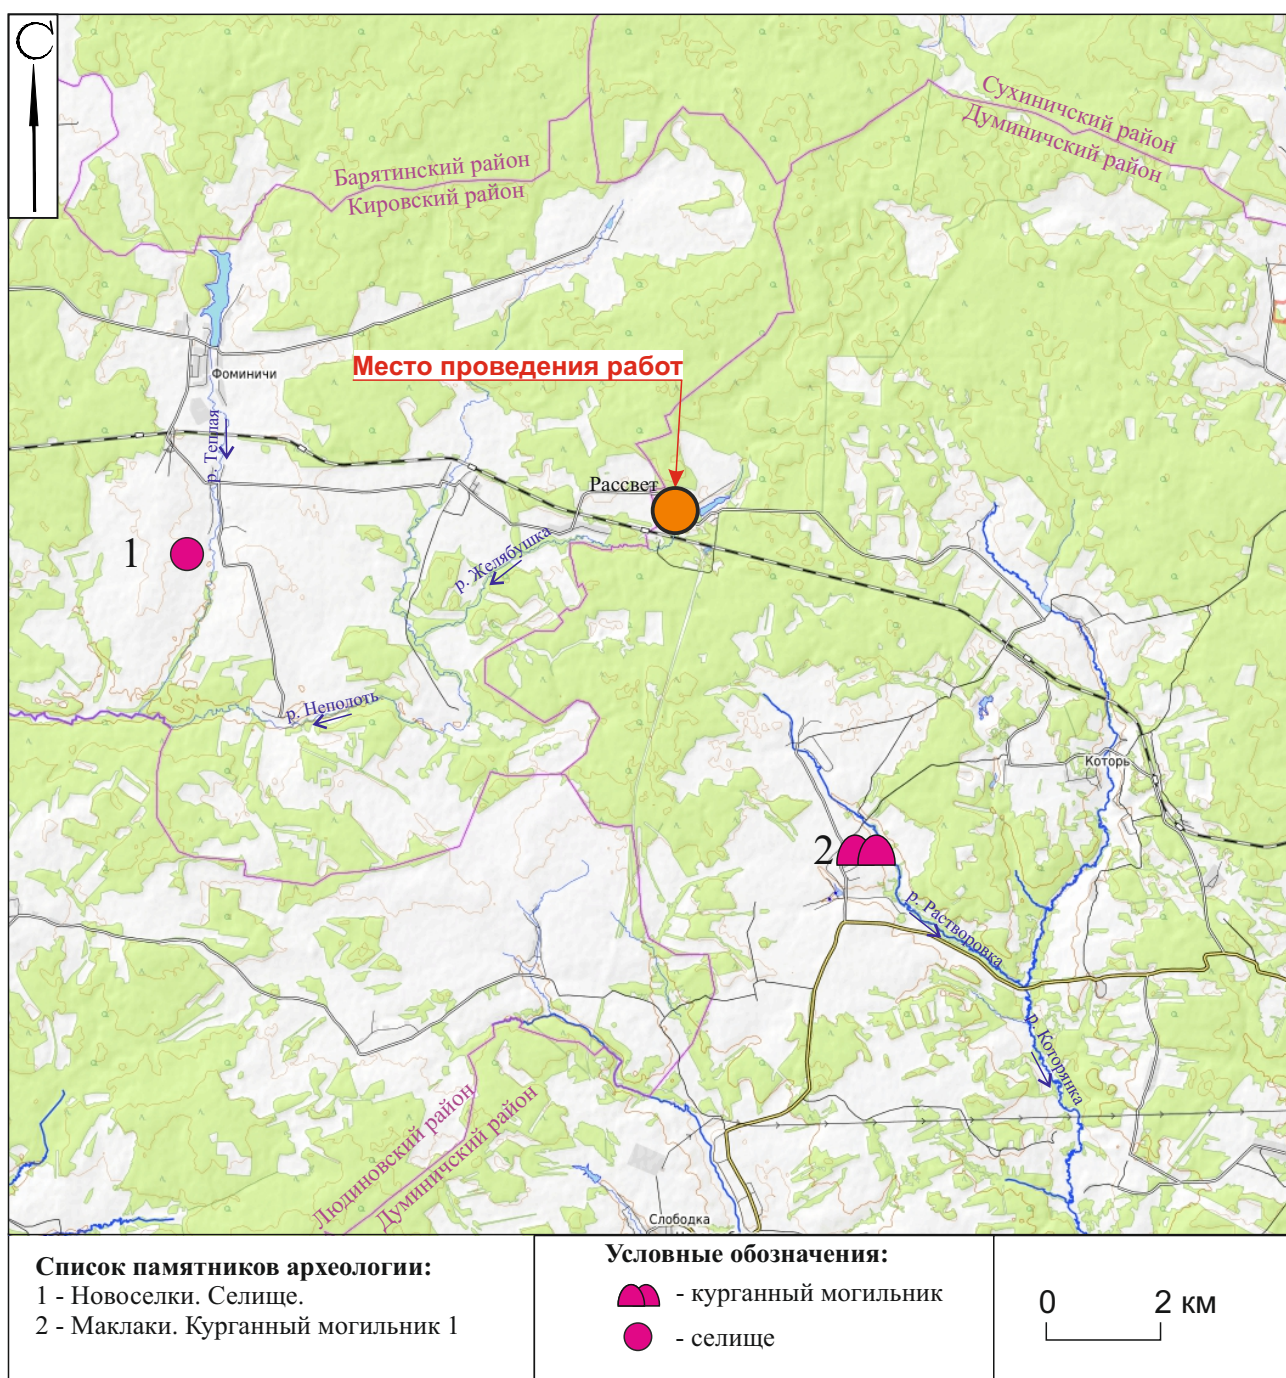 С
Сухиничский район
Думиничский район
Барятинский район
Кировский район
Место проведения работ
Фоминичи
р. Теплая
Рассвет
1
р. Желябушка
р. Неполоть
Которь
2
р. Растворовка
р. Которянка
Людиновский район
Думиничский район
Слободка
Список памятников археологии:
1 - Новоселки. Селище.
2 - Маклаки. Курганный могильник 1
Условные обозначения:
- курганный могильник
- селище
0 2 км